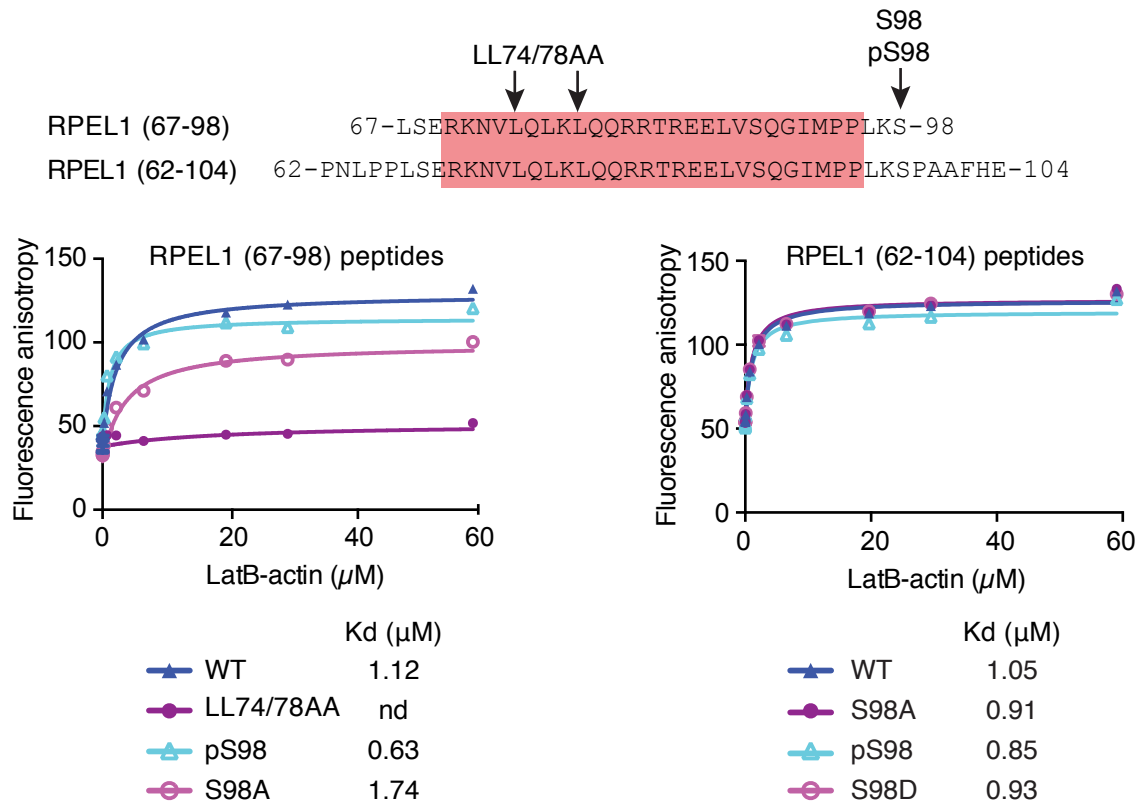 S98
LL74/78AA pS98
RPEL1 (67-98) 67-LSERKNVLQLKLQQRRTREELVSQGIMPPLKS-98
RPEL1 (62-104) 62-PNLPPLSERKNVLQLKLQQRRTREELVSQGIMPPLKSPAAFHE-104
RPEL1 (67-98) peptides
Fluorescence anisotropy
150
100
50
0
0 20 40 60
LatB-actin (µM)
Kd (µM)
WT 1.12
LL74/78AA nd
pS98 0.63
S98A 1.74
RPEL1 (62-104) peptides
Fluorescence anisotropy
150
100
50
0
0 20 40 60
LatB-actin (µM)
Kd (µM)
WT 1.05
S98A 0.91
pS98 0.85
S98D 0.93